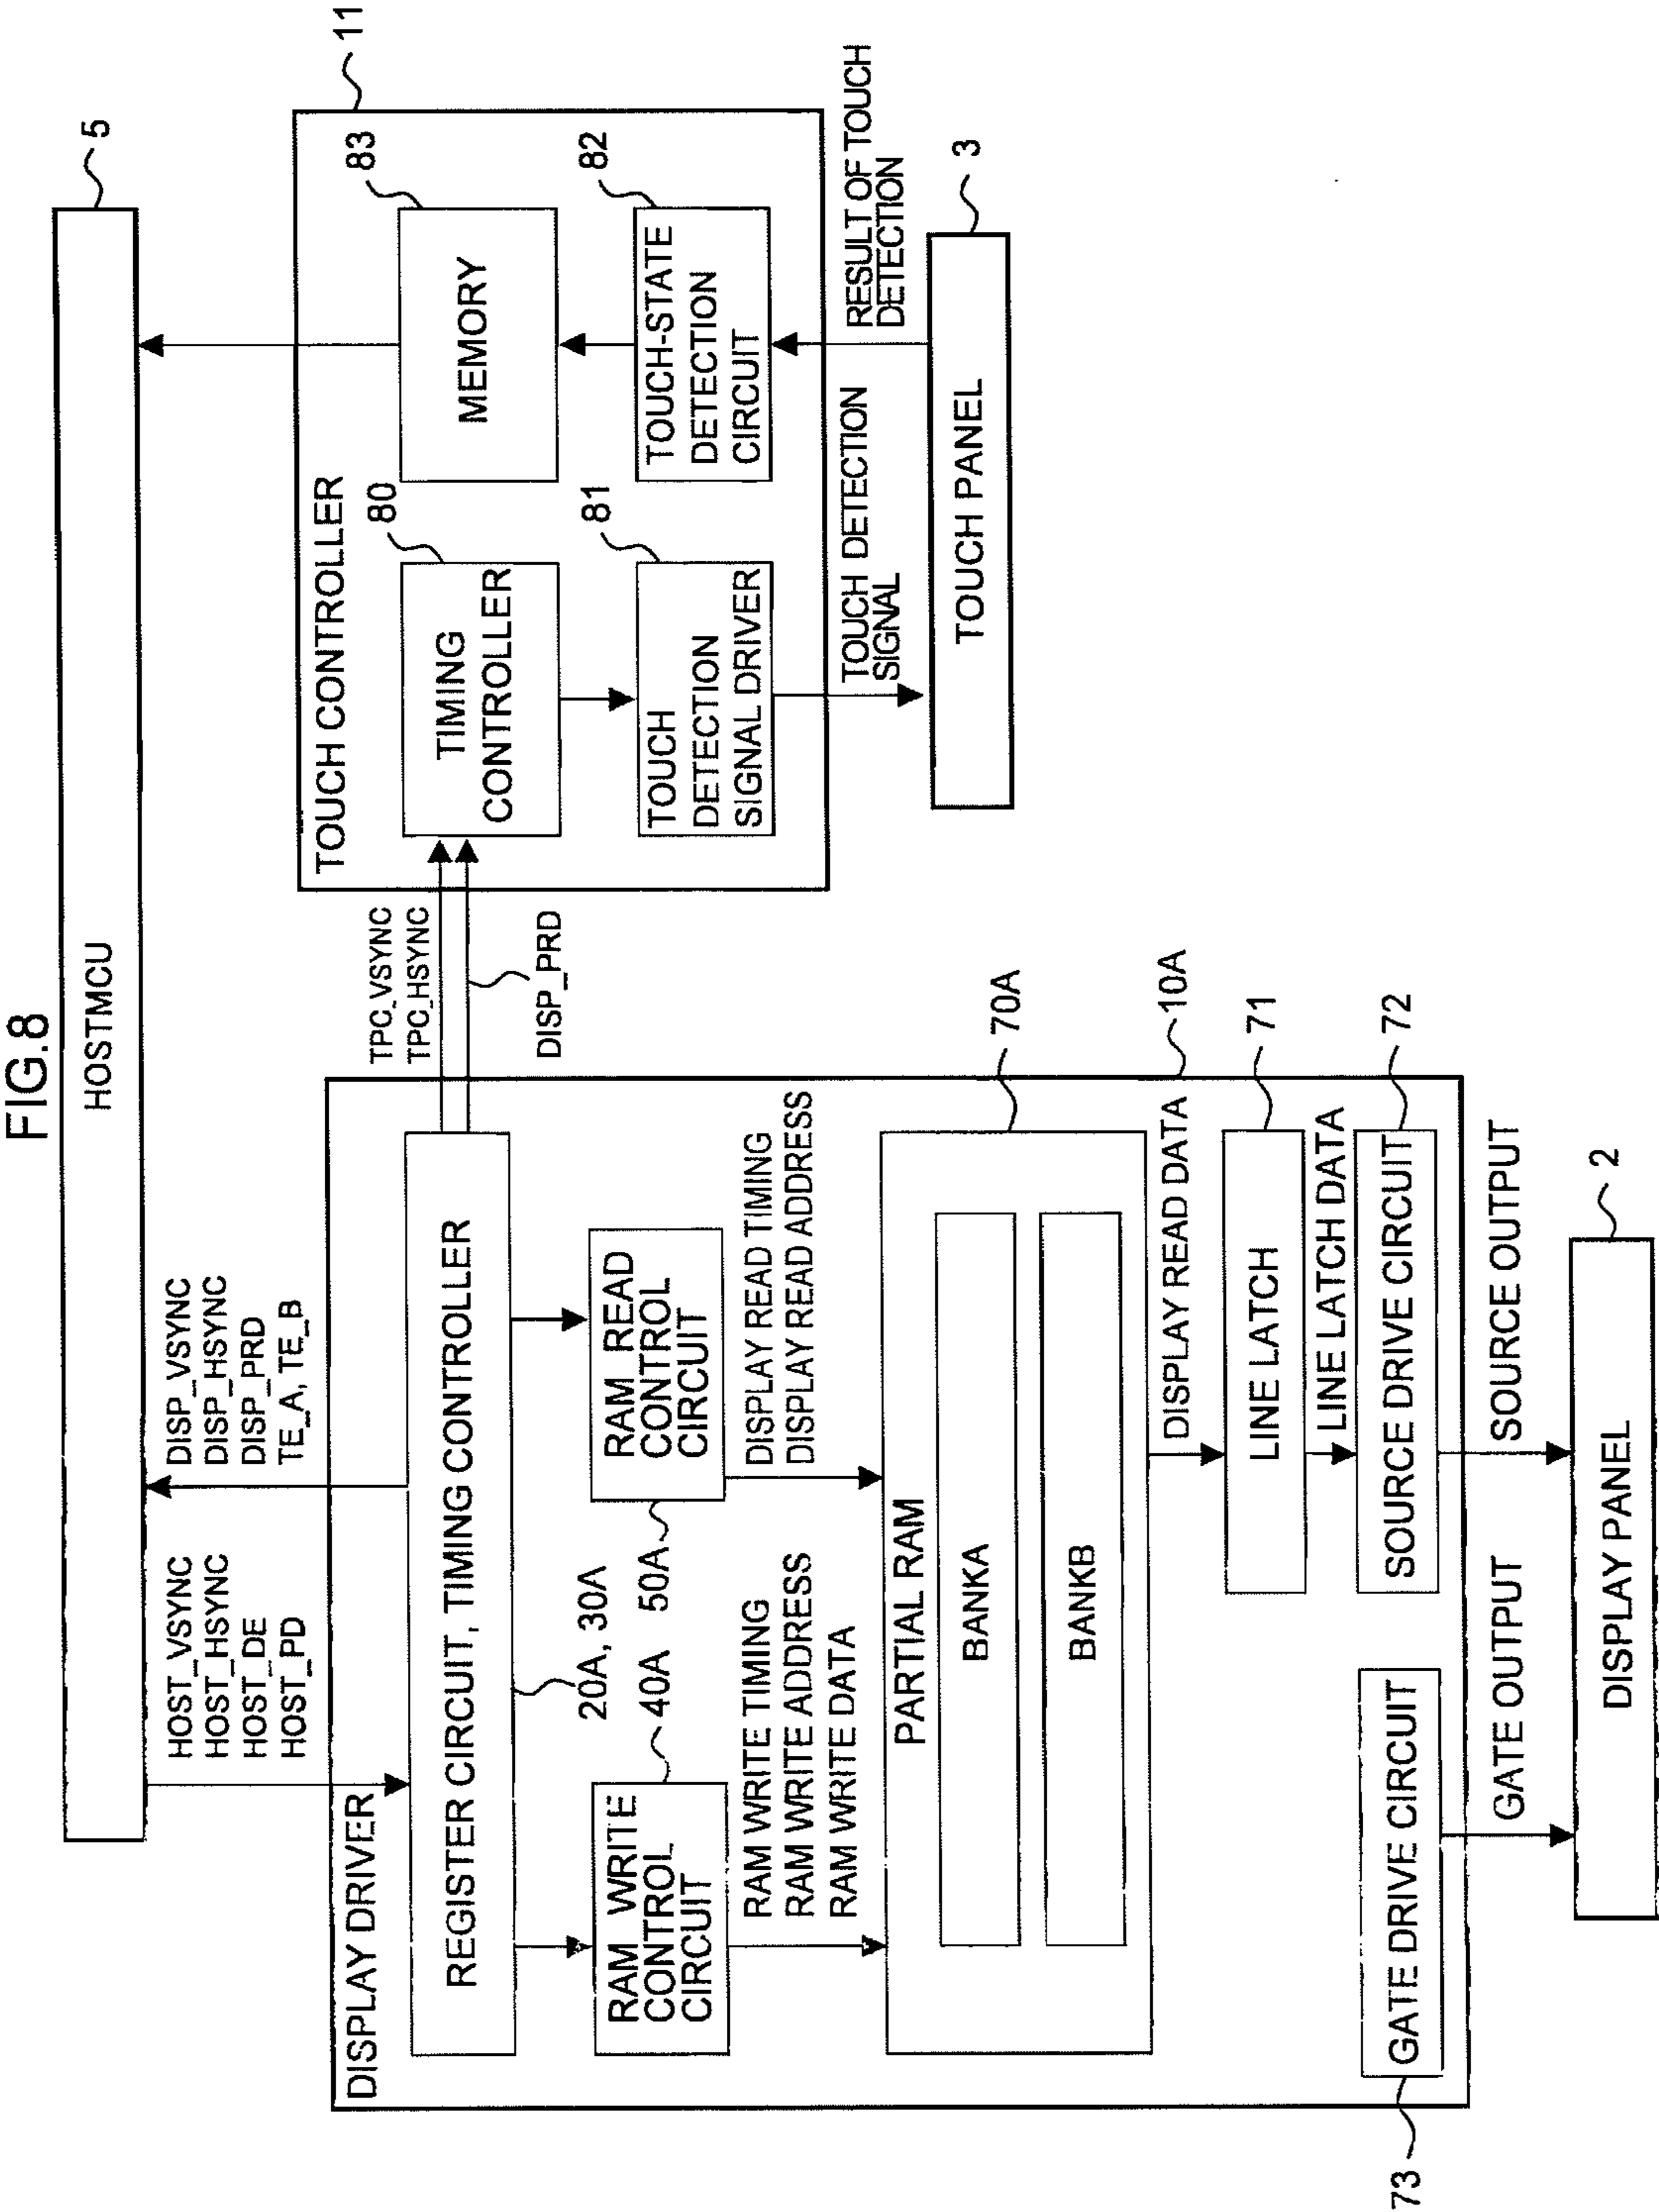 FIG.8
HOSTMCU
5
HOST_VSYNC
HOST_HSYNC
HOST_DE
HOST_PD
DISP_VSYNC
DISP_HSYNC
DISP_PRD
TE_A, TE_B
DISPLAY DRIVER
REGISTER CIRCUIT, TIMING CONTROLLER
20A, 30A
RAM WRITE
CONTROL
CIRCUIT
40A
RAM READ
CONTROL
CIRCUIT
50A
RAM WRITE TIMING
RAM WRITE ADDRESS
RAM WRITE DATA
DISPLAY READ TIMING
DISPLAY READ ADDRESS
PARTIAL RAM
BANKA
BANKB
70A
10A
DISPLAY READ DATA
LINE LATCH
71
LINE LATCH DATA
SOURCE DRIVE CIRCUIT
72
GATE DRIVE CIRCUIT
73
GATE OUTPUT
SOURCE OUTPUT
DISPLAY PANEL
2
TPC_VSYNC
TPC_HSYNC
DISP_PRD
TOUCH CONTROLLER
11
TIMING
CONTROLLER
80
MEMORY
83
TOUCH
DETECTION
SIGNAL DRIVER
81
TOUCH-STATE
DETECTION
CIRCUIT
82
TOUCH DETECTION
SIGNAL
RESULT OF TOUCH
DETECTION
TOUCH PANEL
3